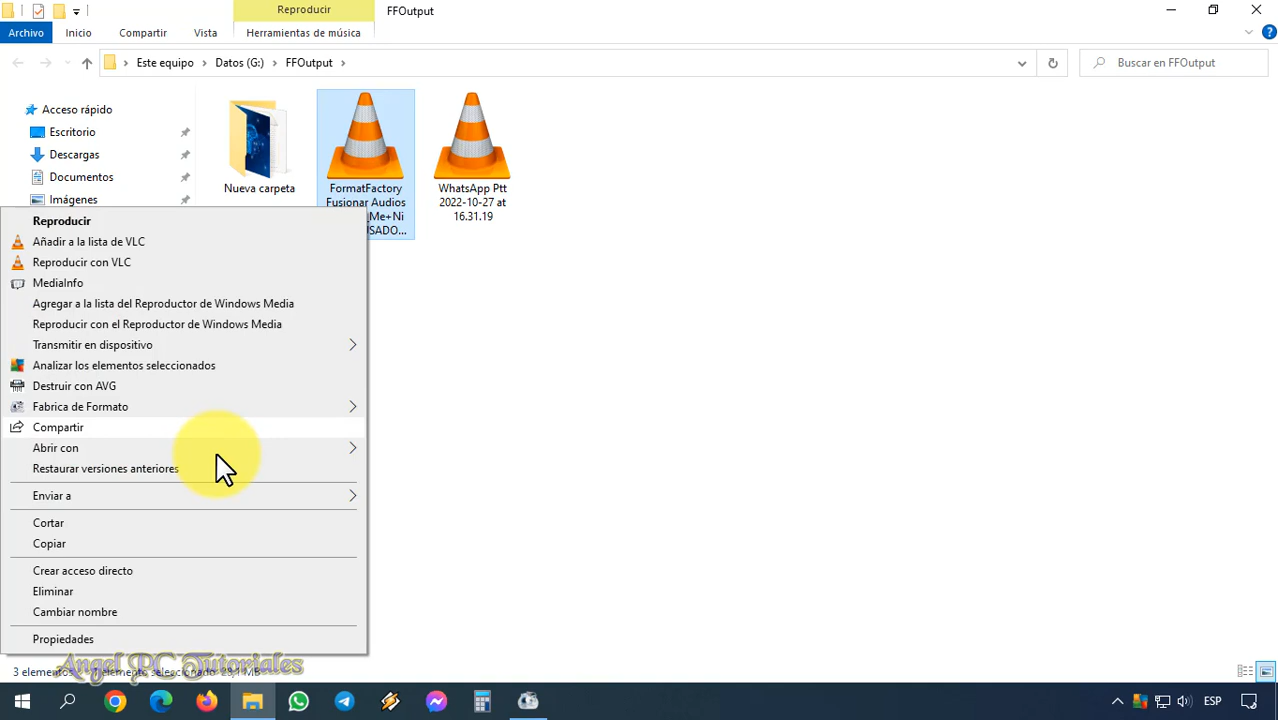 Reproducir
FFOutput
Archivo
Inicio
Compartir
Vista
Herramientas de música
Este equipo
Datos (G:)
FFOutput
Buscar en FFOutput
Acceso rápido
Escritorio
Descargas
Documentos
Imágenes
Nueva carpeta
FormatFactory
Fusionar Audios
Me+Ni
USADO...
WhatsApp Ptt
2022-10-27 at
16.31.19
Reproducir
Añadir a la lista de VLC
Reproducir con VLC
MediaInfo
Agregar a la lista del Reproductor de Windows Media
Reproducir con el Reproductor de Windows Media
Transmitir en dispositivo
Analizar los elementos seleccionados
Destruir con AVG
Fabrica de Formato
Compartir
Abrir con
Restaurar versiones anteriores
Enviar a
Cortar
Copiar
Crear acceso directo
Eliminar
Cambiar nombre
Propiedades
3 elementos
1 elemento seleccionado
Angel PC Tutoriales
ESP